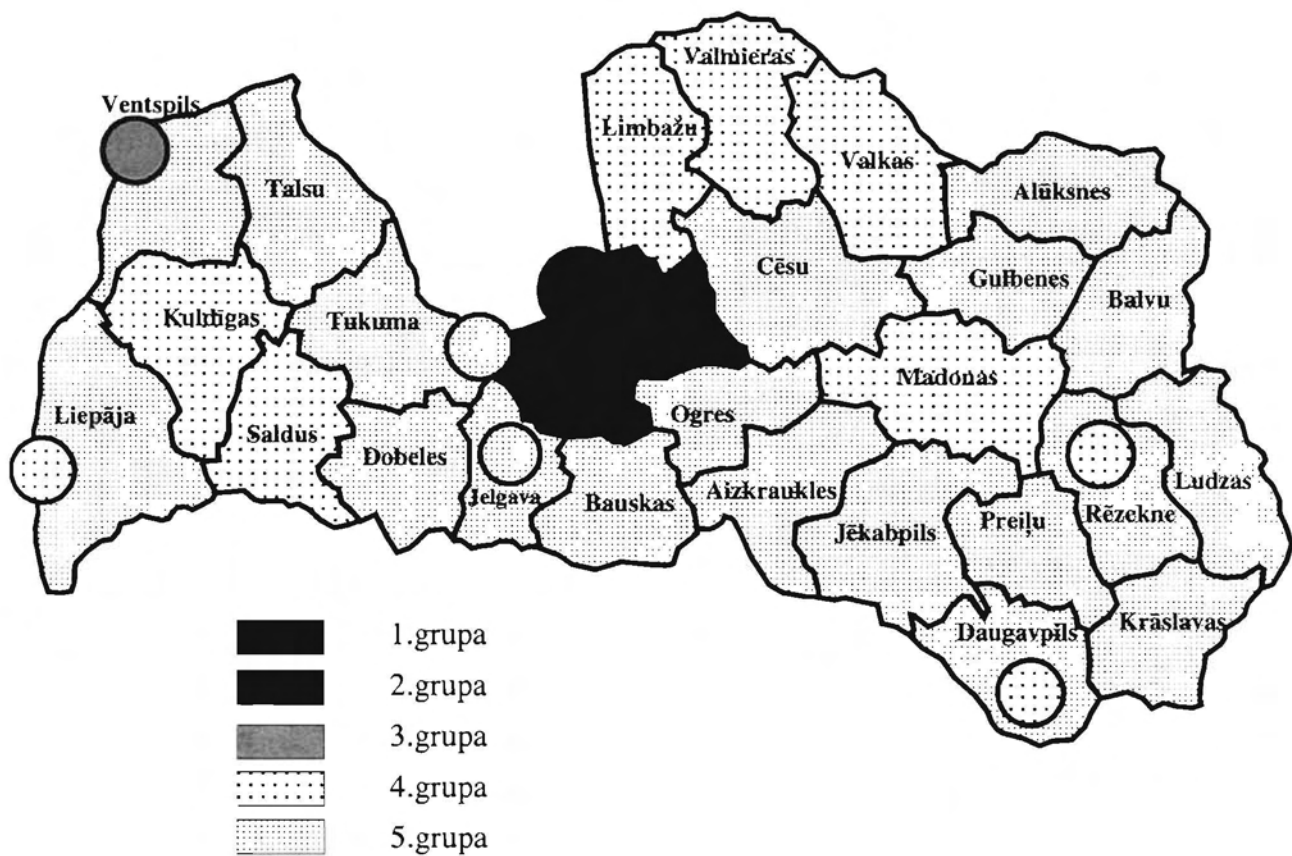 Valmieras
Ventspils
Limbažu
Valkas
Talsu
Alūksnes
Cēsu
Gulbenes
Balvu
Kuldīgas
Tukuma
Madonas
Liepāja
Ogres
Saldus
Dobeles
Jelgava
Bauskas
Aizkraukles
Ludzas
Jēkabpils
Preiļu
Rēzekne
Daugavpils
Krāslavas
1.grupa
2.grupa
3.grupa
4.grupa
5.grupa